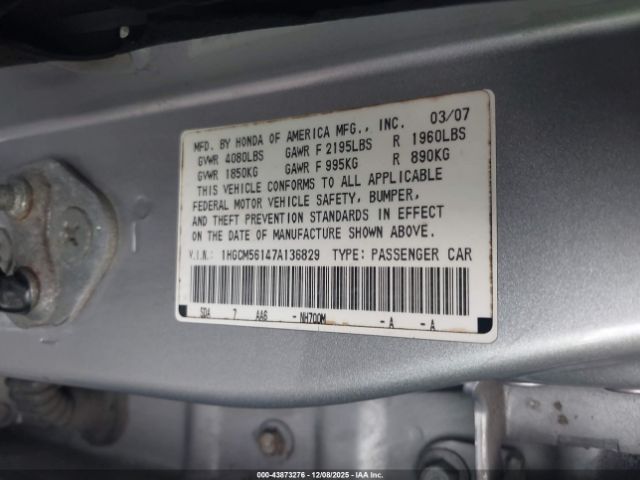 03/07
MFD. BY HONDA OF AMERICA MFG., INC.
GVWR 4080LBS GAWR F 2195LBS R 1960LBS
GVWR 1850KG GAWR F 995KG R 890KG
THIS VEHICLE CONFORMS TO ALL APPLICABLE
FEDERAL MOTOR VEHICLE SAFETY, BUMPER,
AND THEFT PREVENTION STANDARDS IN EFFECT
ON THE DATE OF MANUFACTURE SHOWN ABOVE.
V.I.N.: 1HGCM56147A136829 TYPE: PASSENGER CAR
SDA 7 AA6 -NH700M -A -A
000-43873276 • 12/08/2025 • IAA Inc.